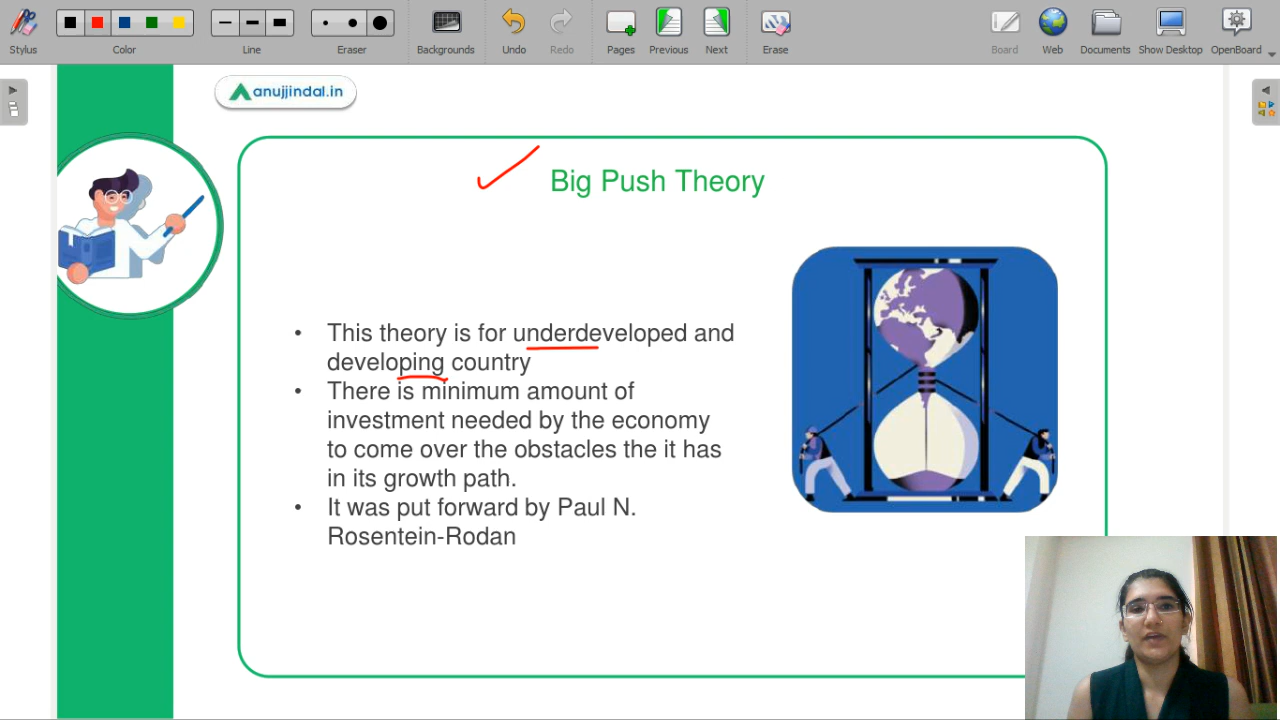 Stylus
Color
Line
Eraser
Backgrounds
Undo
Redo
Pages
Previous
Next
Erase
Board
Web
Documents
Show Desktop
OpenBoard
anujjindal.in
Big Push Theory
• This theory is for underdeveloped and
developing country
• There is minimum amount of
investment needed by the economy
to come over the obstacles the it has
in its growth path.
• It was put forward by Paul N.
Rosentein-Rodan